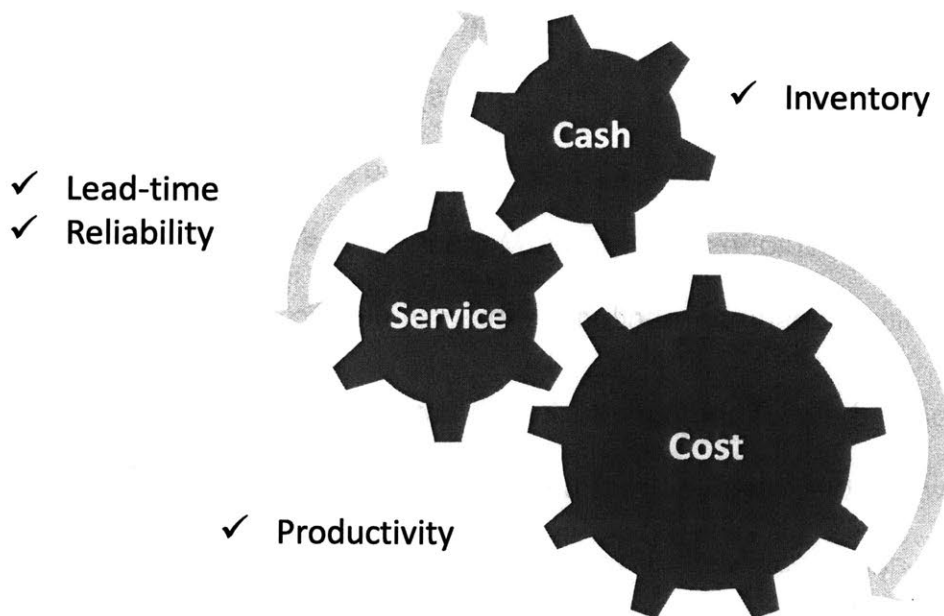 Cash
✓ Inventory
✓ Lead-time
✓ Reliability
Service
Cost
✓ Productivity